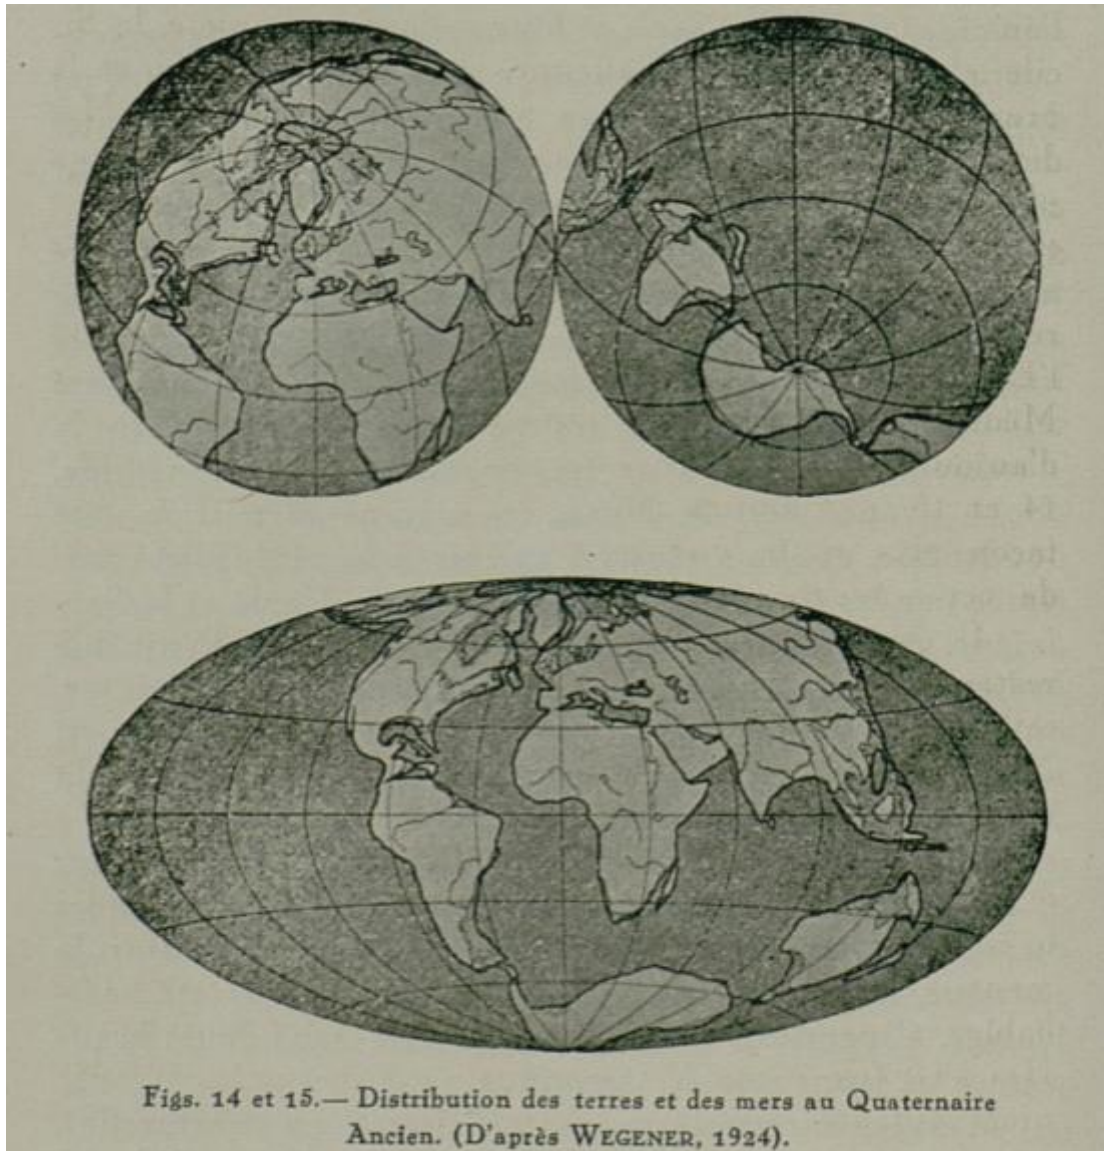 Figs. 14 et 15.— Distribution des terres et des mers au Quaternaire
Ancien. (D'après WEGENER, 1924).